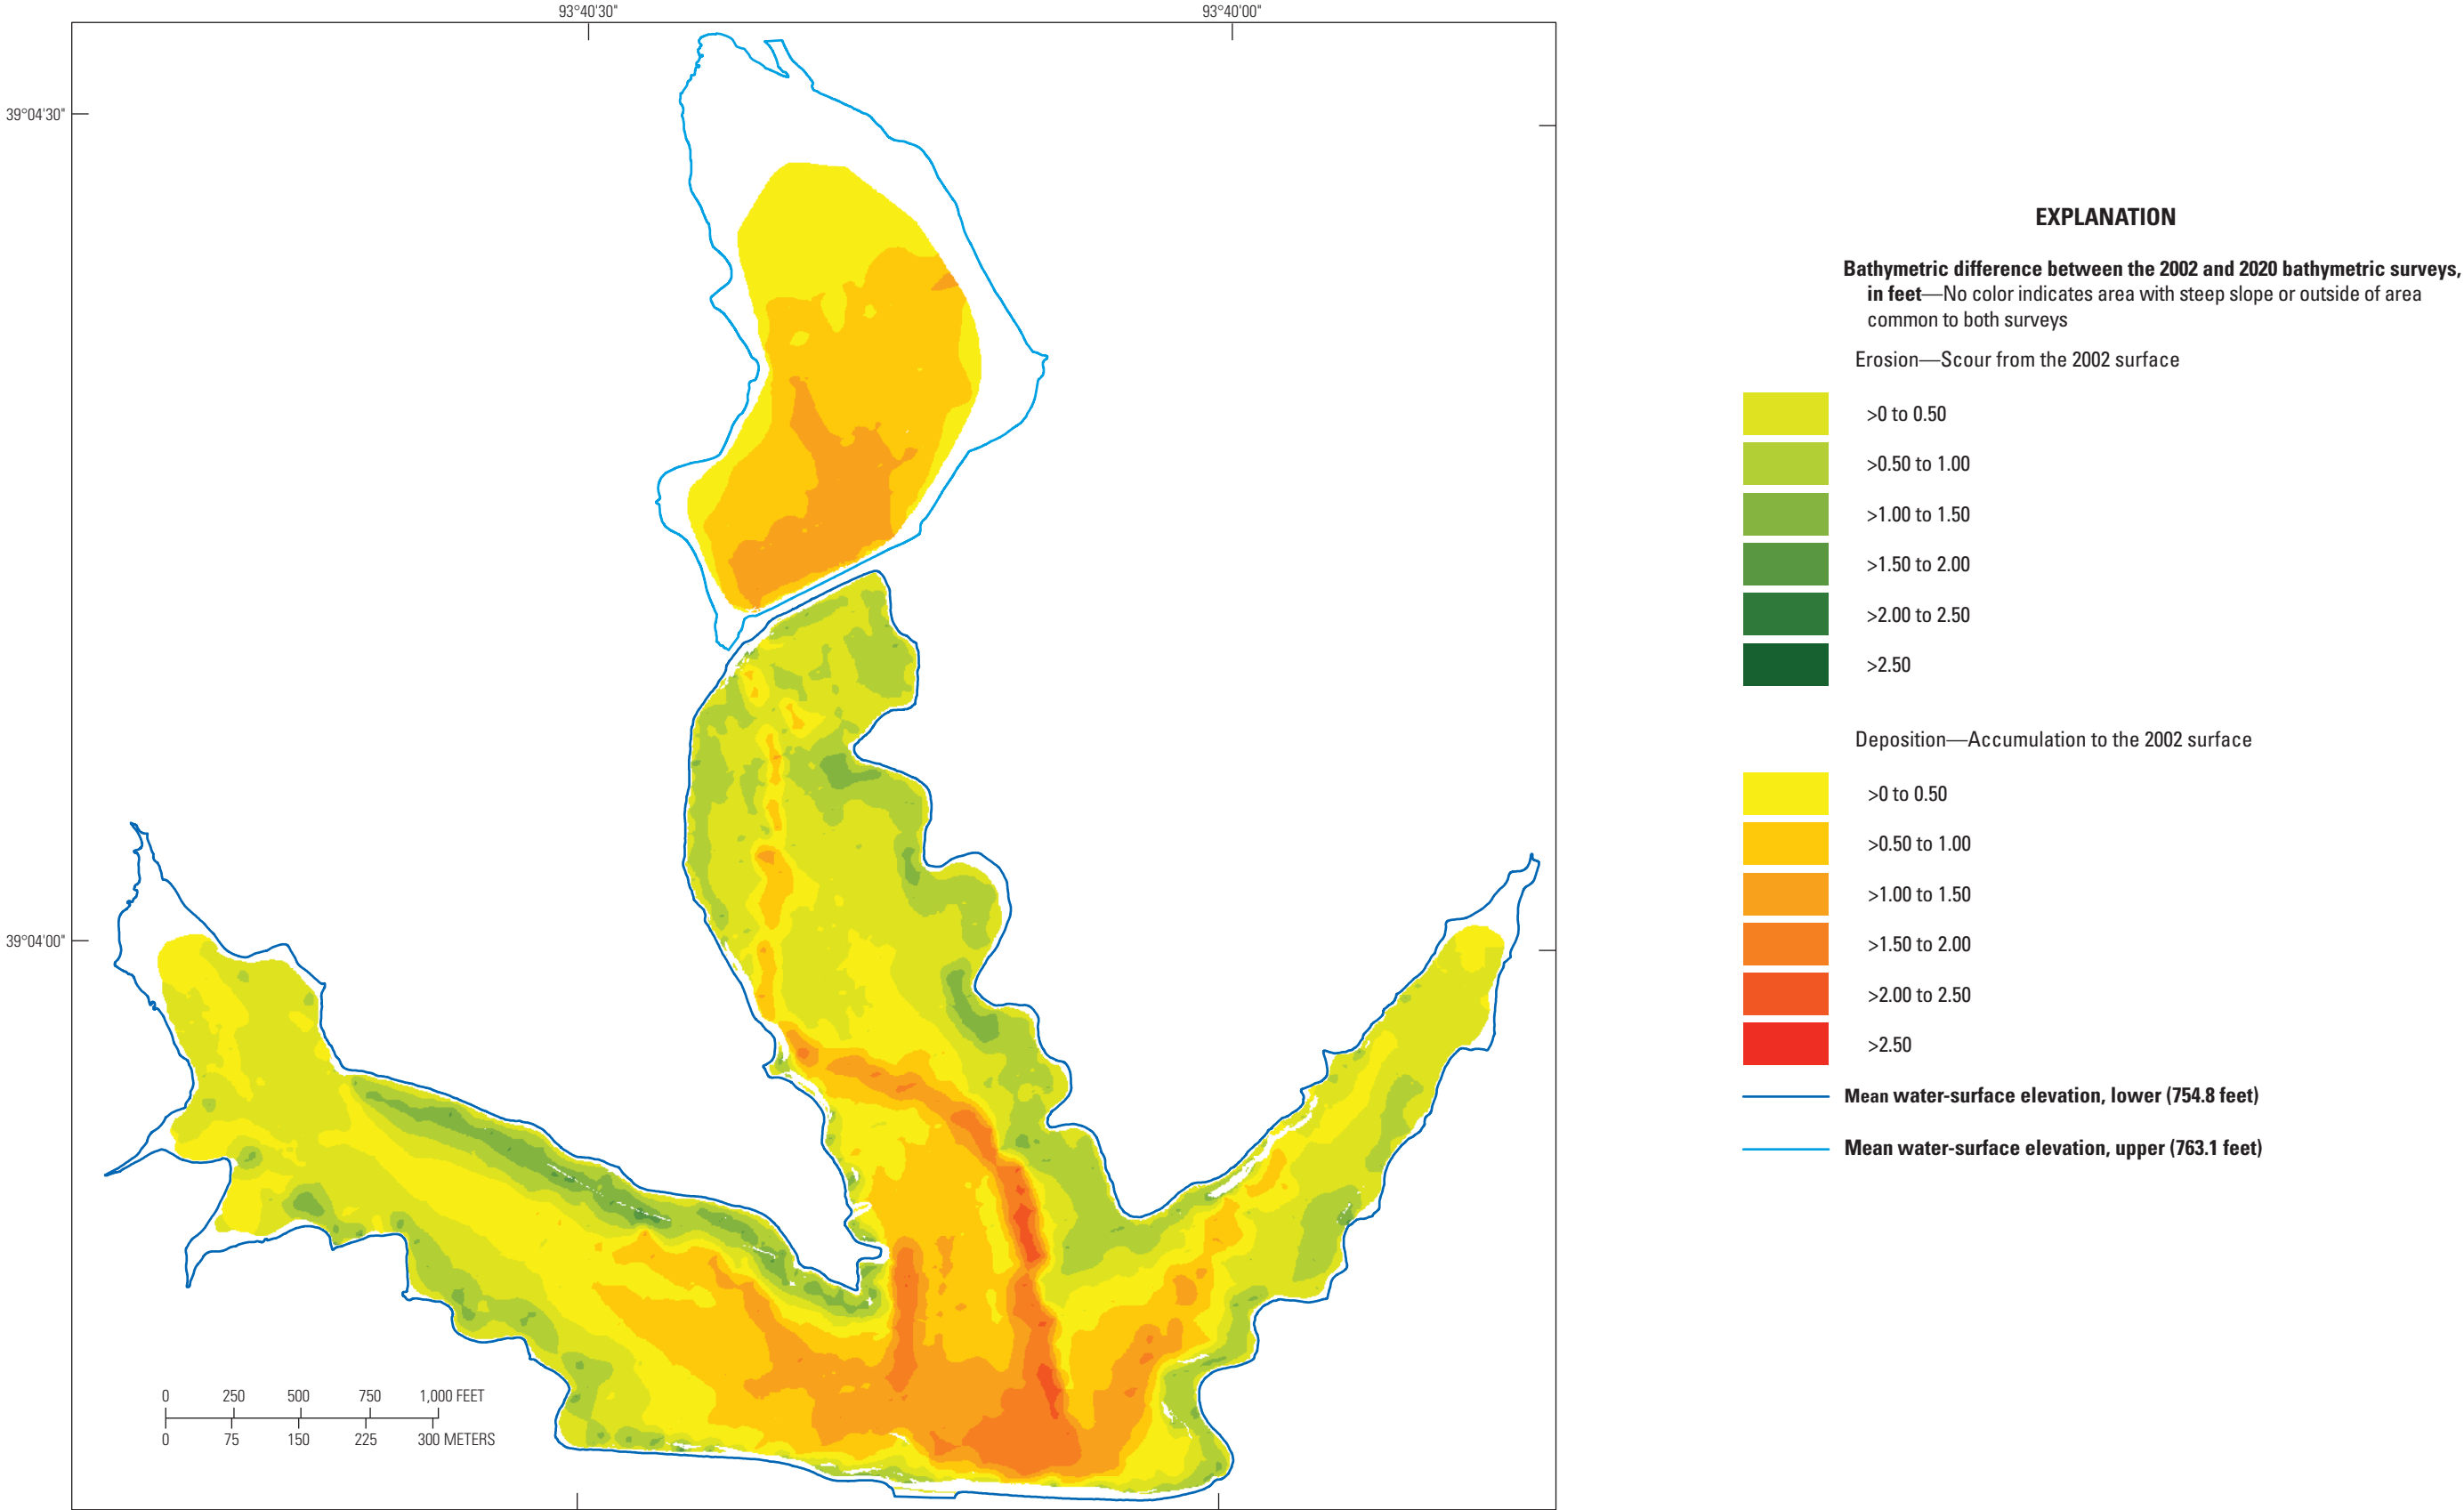 93°40'30"
93°40'00"
39°04'30"
39°04'00"
0 250 500 750 1,000 FEET
0 75 150 225 300 METERS
EXPLANATION
Bathymetric difference between the 2002 and 2020 bathymetric surveys,
in feet—No color indicates area with steep slope or outside of area
common to both surveys
Erosion—Scour from the 2002 surface
>0 to 0.50
>0.50 to 1.00
>1.00 to 1.50
>1.50 to 2.00
>2.00 to 2.50
>2.50
Deposition—Accumulation to the 2002 surface
>0 to 0.50
>0.50 to 1.00
>1.00 to 1.50
>1.50 to 2.00
>2.00 to 2.50
>2.50
Mean water-surface elevation, lower (754.8 feet)
Mean water-surface elevation, upper (763.1 feet)